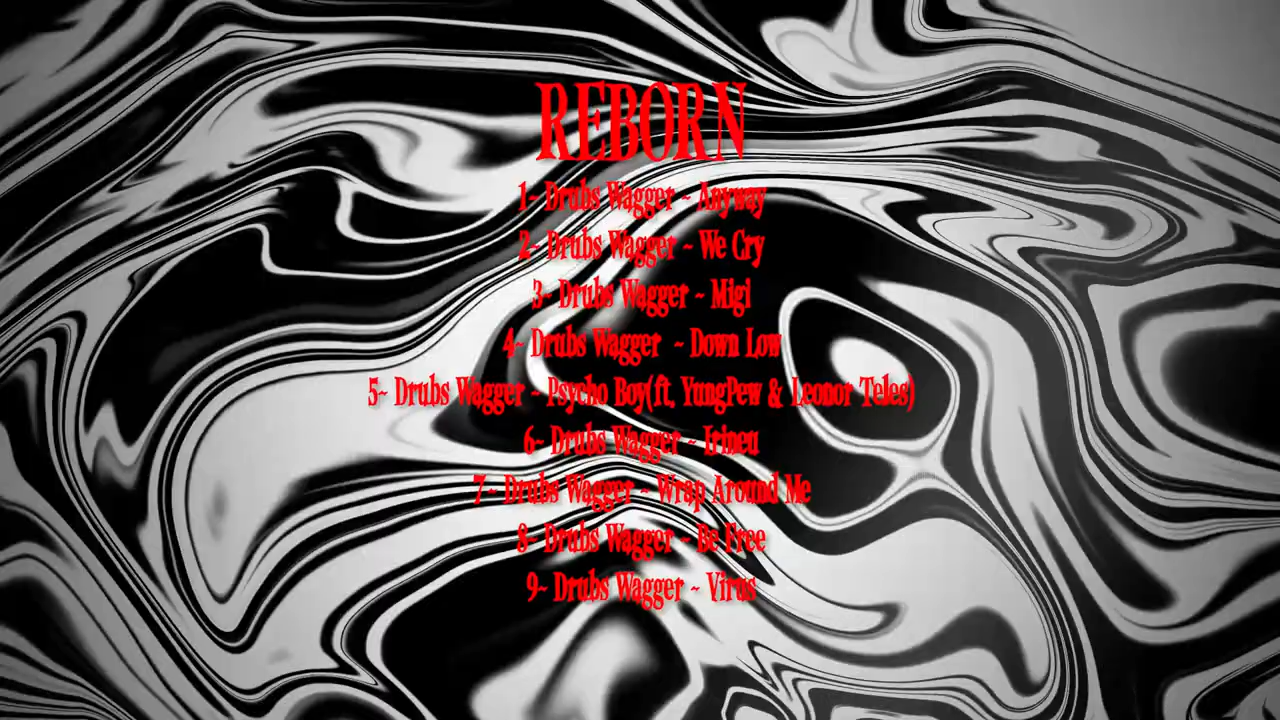 REBORN
1~ Drubs Wagger ~ Anyway
2~ Drubs Wagger ~ We Cry
3~ Drubs Wagger ~ Migi
4~ Drubs Wagger ~ Down Low
5~ Drubs Wagger ~ Psycho Boy(ft. YungPew & Leonor Teles)
6~ Drubs Wagger ~ Irineu
7~ Drubs Wagger ~ Wrap Around Me
8~ Drubs Wagger ~ Be Free
9~ Drubs Wagger ~ Virus